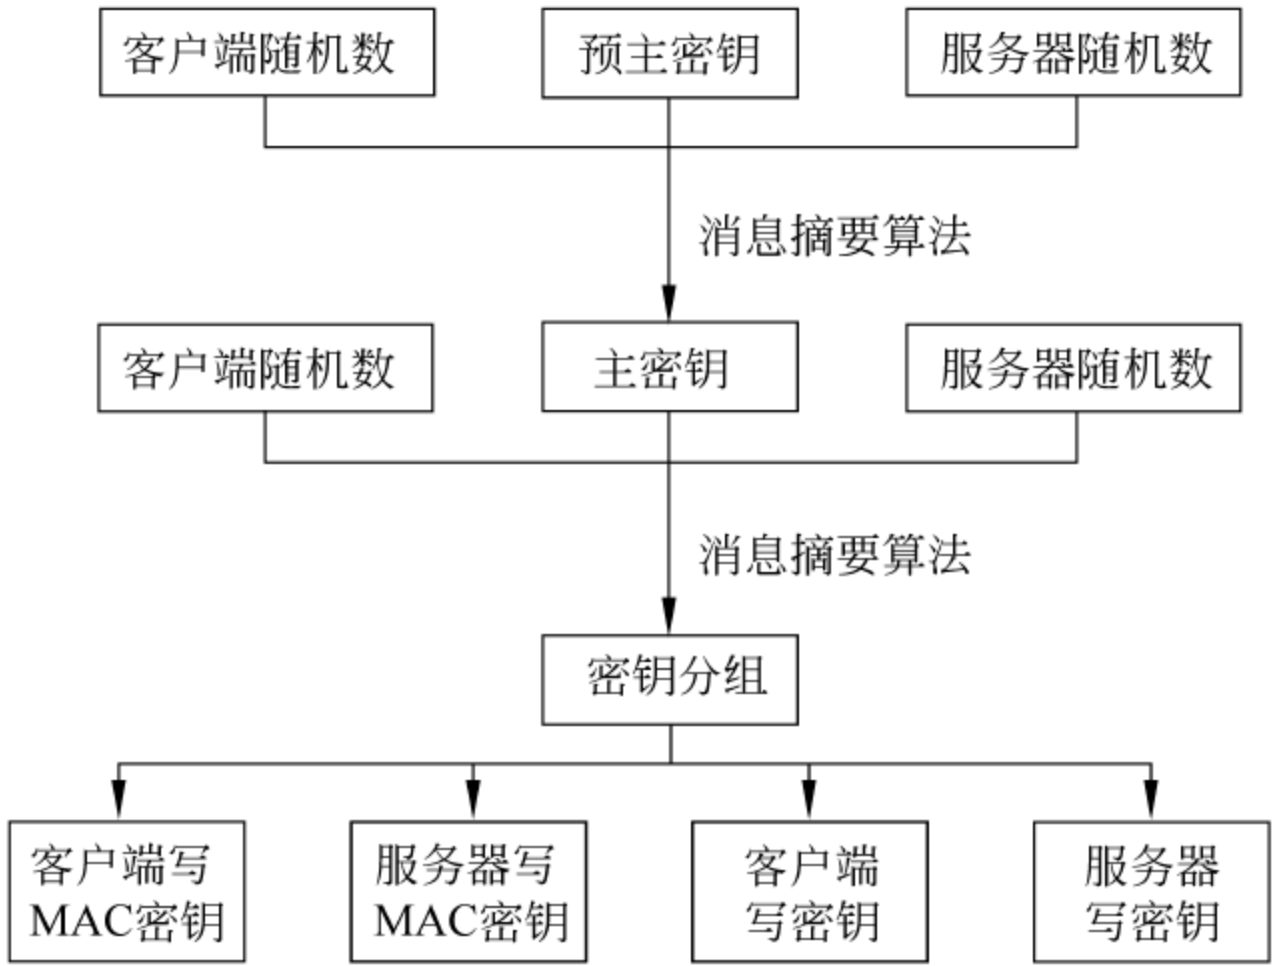 客户端随机数
预主密钥
服务器随机数
消息摘要算法
客户端随机数
主密钥
服务器随机数
消息摘要算法
密钥分组
客户端写
MAC密钥
服务器写
MAC密钥
客户端
写密钥
服务器
写密钥